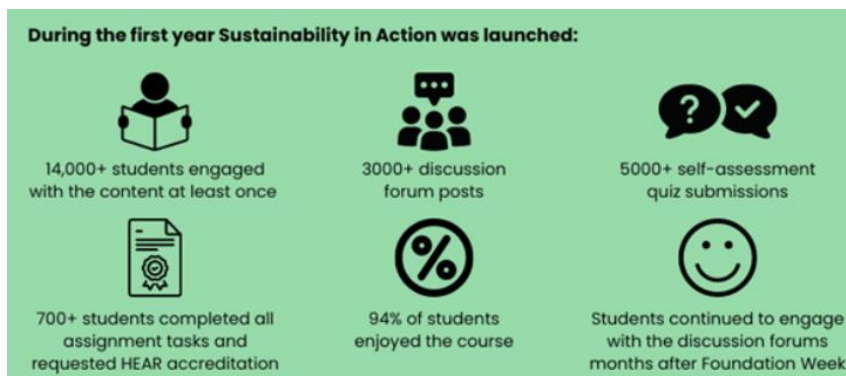 During the first year Sustainability in Action was launched:
14,000+ students engaged
with the content at least once
3000+ discussion
forum posts
5000+ self-assessment
quiz submissions
700+ students completed all
assignment tasks and
requested HEAR accreditation
94% of students
enjoyed the course
Students continued to engage
with the discussion forums
months after Foundation Week